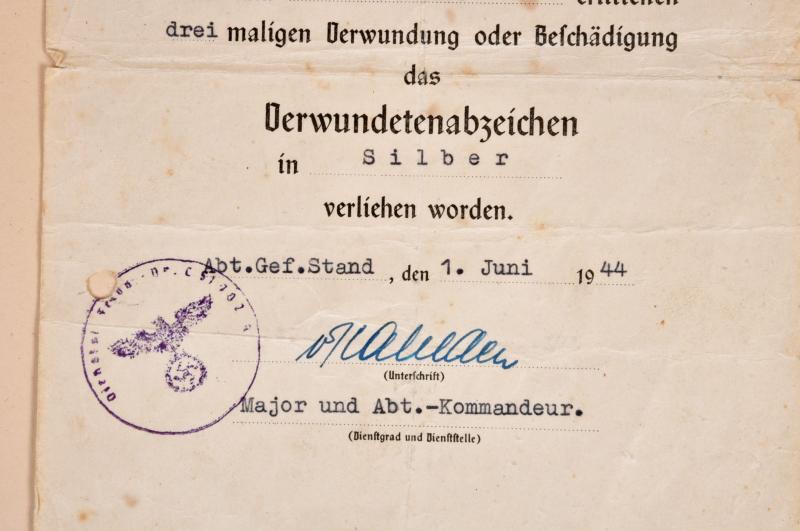 erlittenen
drei maligen Verwundung oder Beschädigung
das
Verwundetenabzeichen
in Silber
verliehen worden.
Abt.Gef.Stand, den 1. Juni 1944
(Unterschrift)
Major und Abt.-Kommandeur.
(Dienstgrad und Dienststelle)